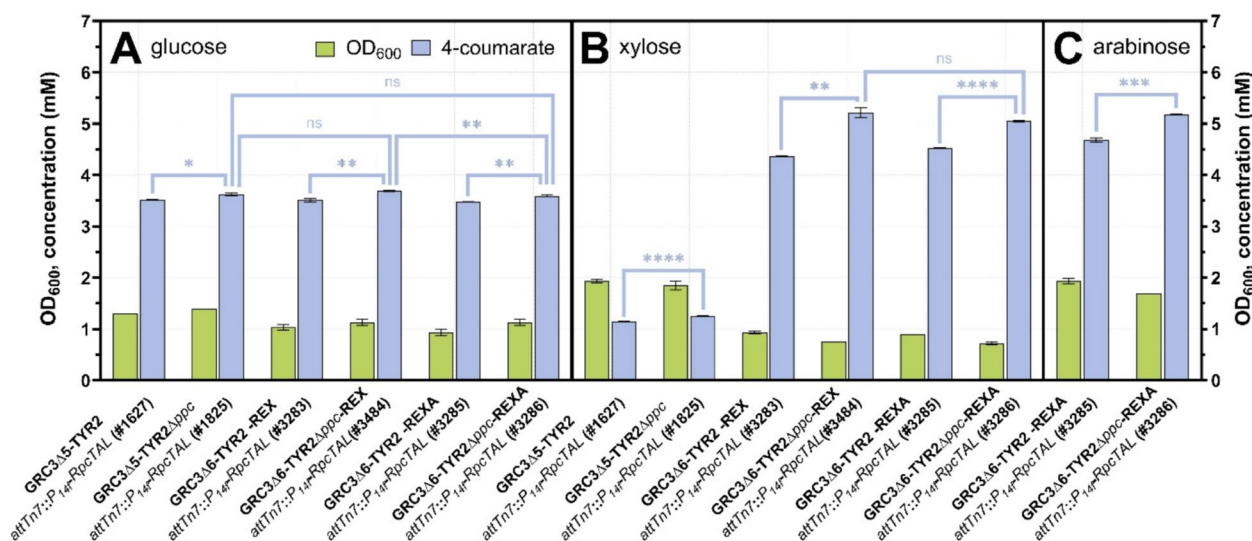 A glucose
OD600
4-coumarate
B xylose
C arabinose
OD600, concentration (mM)
7
6
5
4
3
2
1
0
*
ns
**
ns
**
**
****
**
ns
****
***
7
6
5
4
3
2
1
0
OD600, concentration (mM)
GRC3Δ5-TYR2
attTn7::P14f-RpcTAL (#1627)
GRC3Δ5-TYR2Δppc
attTn7::P14f-RpcTAL (#1825)
GRC3Δ6-TYR2 -REX
attTn7::P14f-RpcTAL (#3283)
GRC3Δ6-TYR2Δppc-REX
attTn7::P14f-RpcTAL(#3484)
GRC3Δ6-TYR2 -REXA
attTn7::P14f-RpcTAL (#3285)
GRC3Δ6-TYR2Δppc-REXA
attTn7::P14f-RpcTAL (#3286)
GRC3Δ5-TYR2
attTn7::P14f-RpcTAL (#1627)
GRC3Δ5-TYR2Δppc
attTn7::P14f-RpcTAL (#1825)
GRC3Δ6-TYR2 -REX
attTn7::P14f-RpcTAL (#3283)
GRC3Δ6-TYR2Δppc-REX
attTn7::P14f-RpcTAL(#3484)
GRC3Δ6-TYR2 -REXA
attTn7::P14f-RpcTAL (#3285)
GRC3Δ6-TYR2Δppc-REXA
attTn7::P14f-RpcTAL (#3286)
GRC3Δ6-TYR2 -REXA
attTn7::P14f-RpcTAL (#3285)
GRC3Δ6-TYR2Δppc-REXA
attTn7::P14f-RpcTAL (#3286)